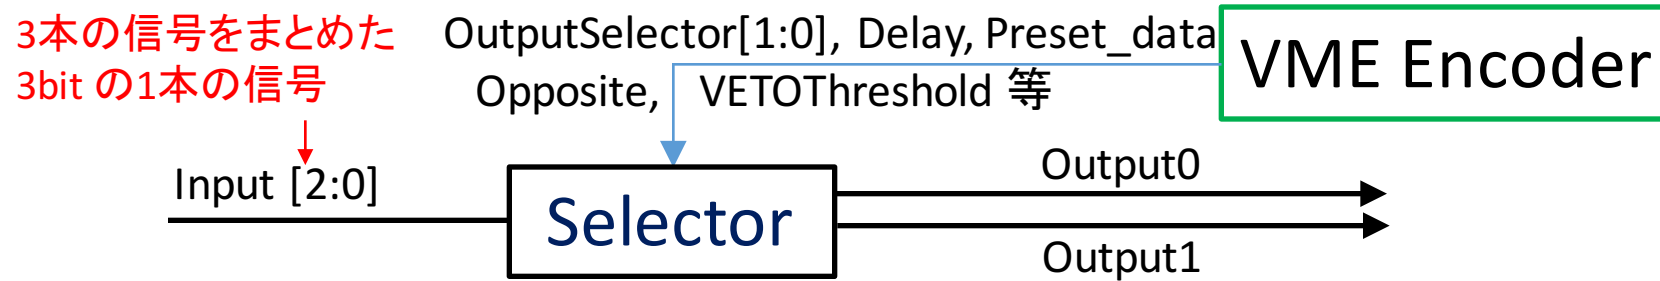 3本の信号をまとめた
3bit の1本の信号
OutputSelector[1:0], Delay, Preset_data
Opposite, VETOThreshold 等
VME Encoder
Input [2:0]
Selector
Output0
Output1